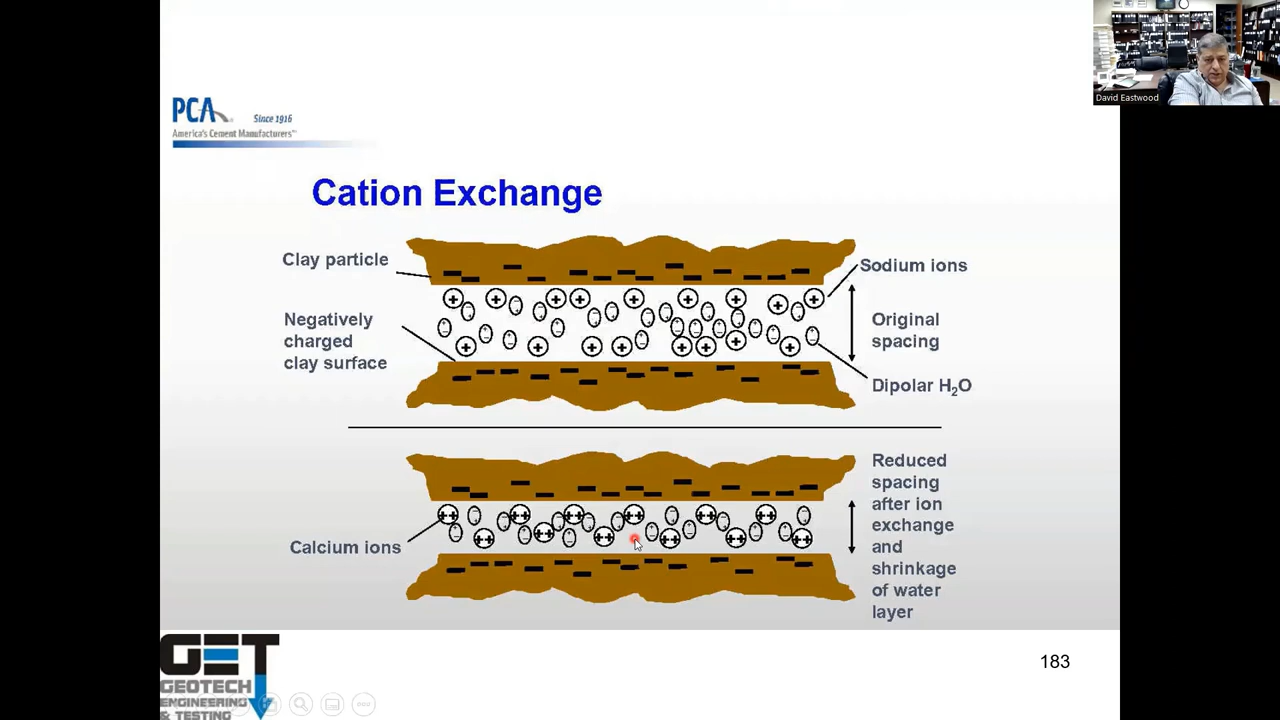 David Eastwood
PCA
Since 1916
America's Cement Manufacturers™
Cation Exchange
Clay particle
Sodium ions
Negatively
charged
clay surface
Original
spacing
Dipolar H₂O
Calcium ions
Reduced
spacing
after ion
exchange
and
shrinkage
of water
layer
GET
GEOTECH
ENGINEERING
& TESTING
183